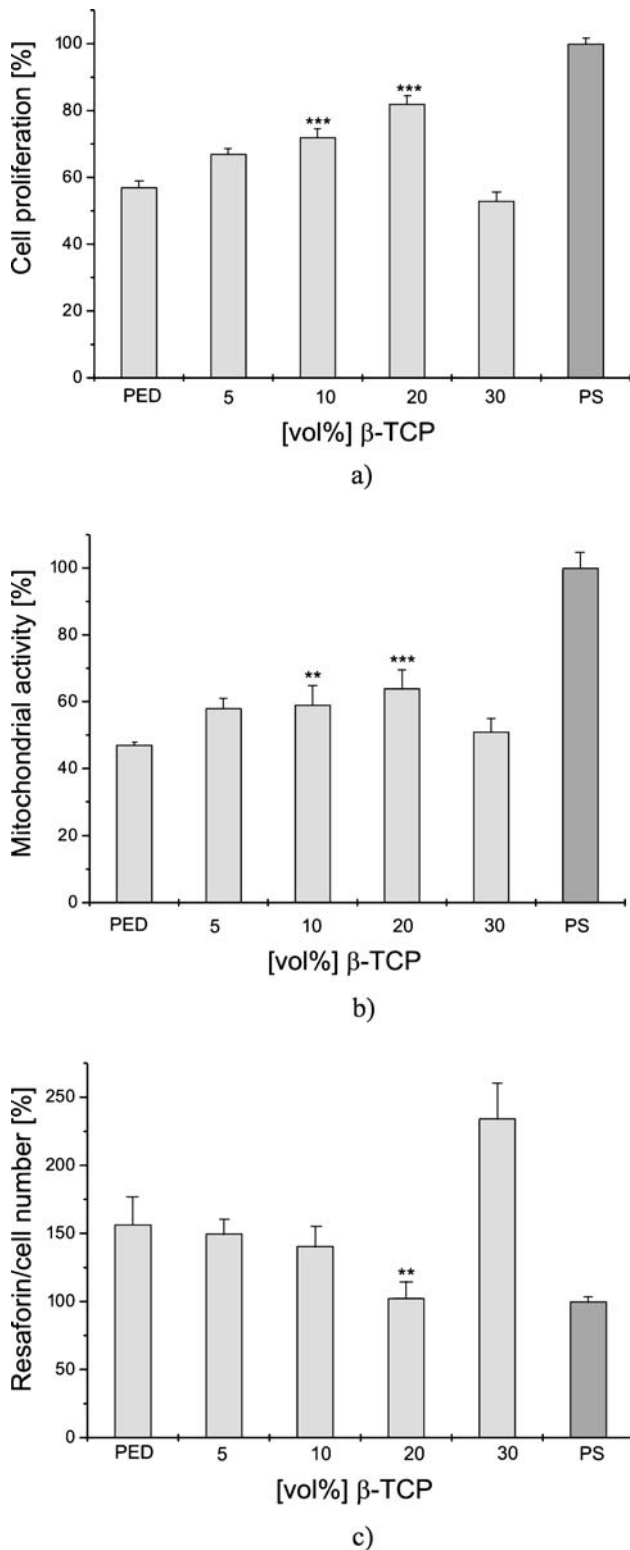 Cell proliferation [%]
100
80
60
40
20
0
***
***
PED 5 10 20 30 PS
[vol%] β-TCP
a)
Mitochondrial activity [%]
100
80
60
40
20
0
**
***
PED 5 10 20 30 PS
[vol%] β-TCP
b)
Resaforin/cell number [%]
250
200
150
100
50
0
**
PED 5 10 20 30 PS
[vol%] β-TCP
c)